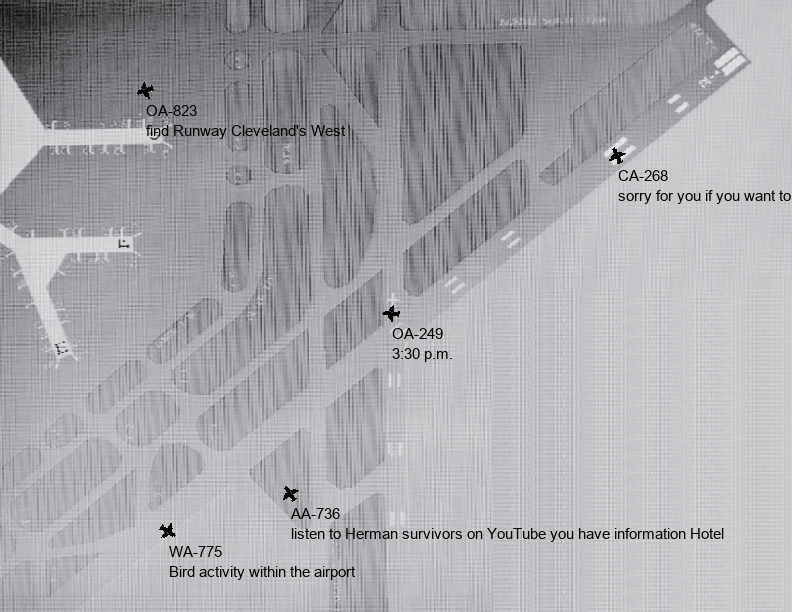 OA-823
find Runway Cleveland's West
CA-268
sorry for you if you want to
OA-249
3:30 p.m.
AA-736
listen to Herman survivors on YouTube you have information Hotel
WA-775
Bird activity within the airport